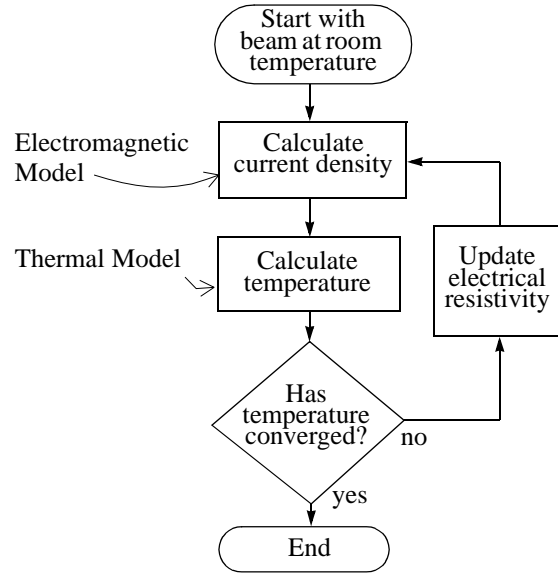 Start with
beam at room
temperature
Electromagnetic
Model
Calculate
current density
Thermal Model
Calculate
temperature
Update
electrical
resistivity
Has
temperature
converged?
no
yes
End